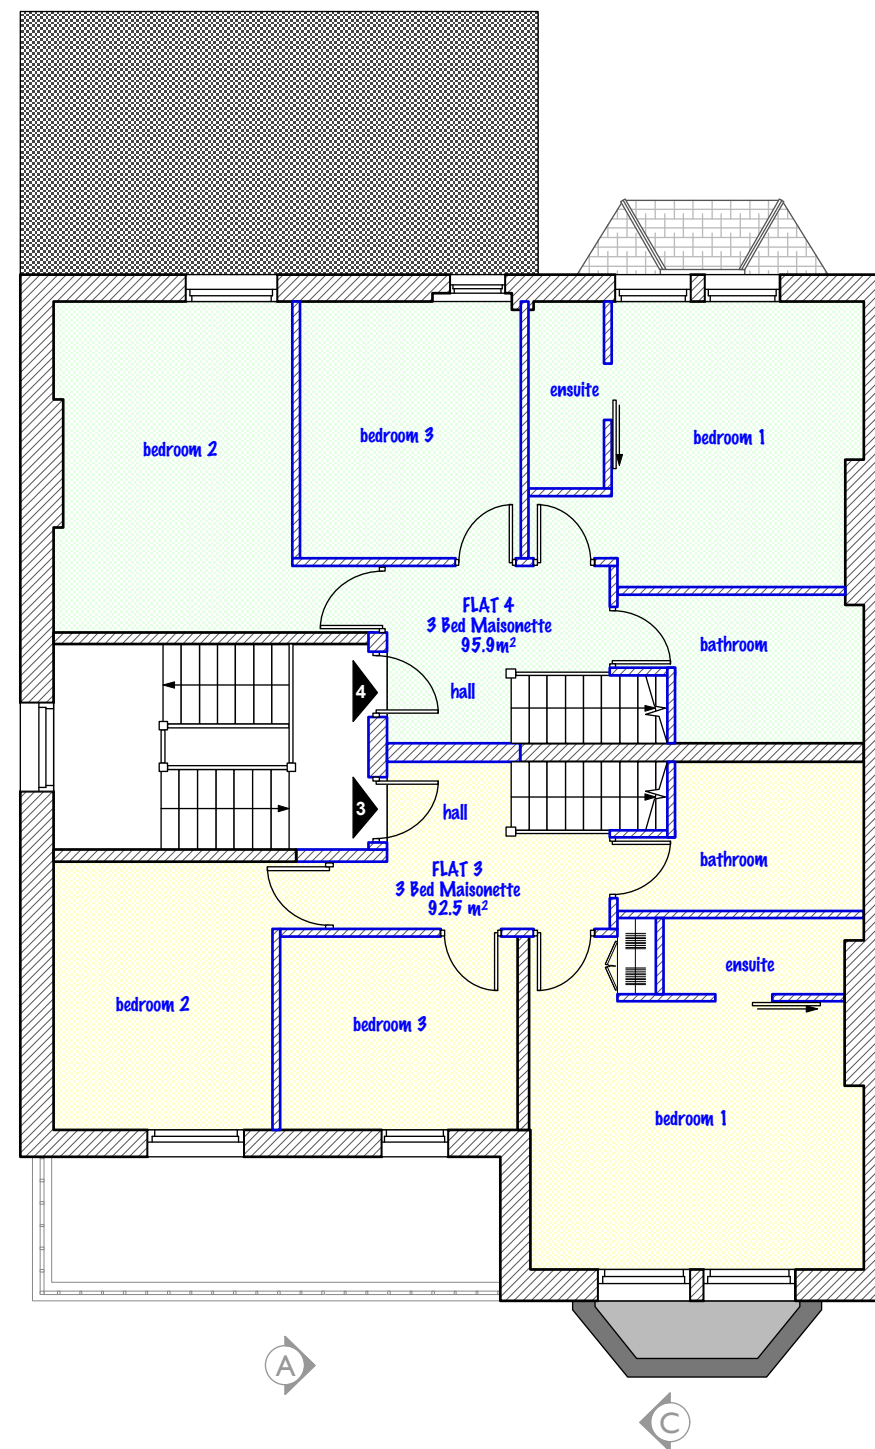 ensuite
bedroom 2
bedroom 3
bedroom 1
FLAT 4
3 Bed Maisonette
95.9m²
bathroom
4
hall
3
hall
FLAT 3
3 Bed Maisonette
92.5 m²
bathroom
ensuite
bedroom 2
bedroom 3
bedroom 1
A
C